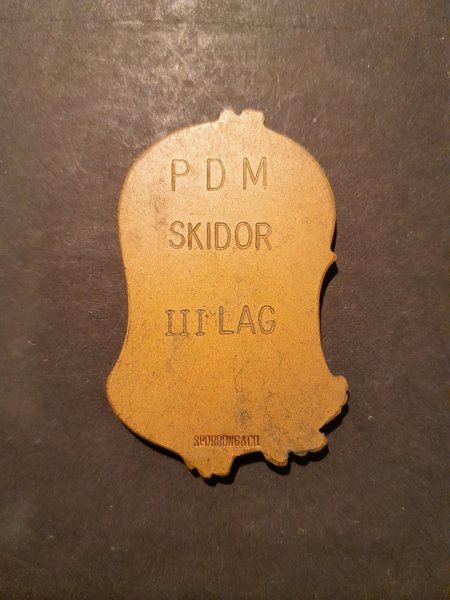 P D M
SKIDOR
III LAG
SPORRONG & CO.